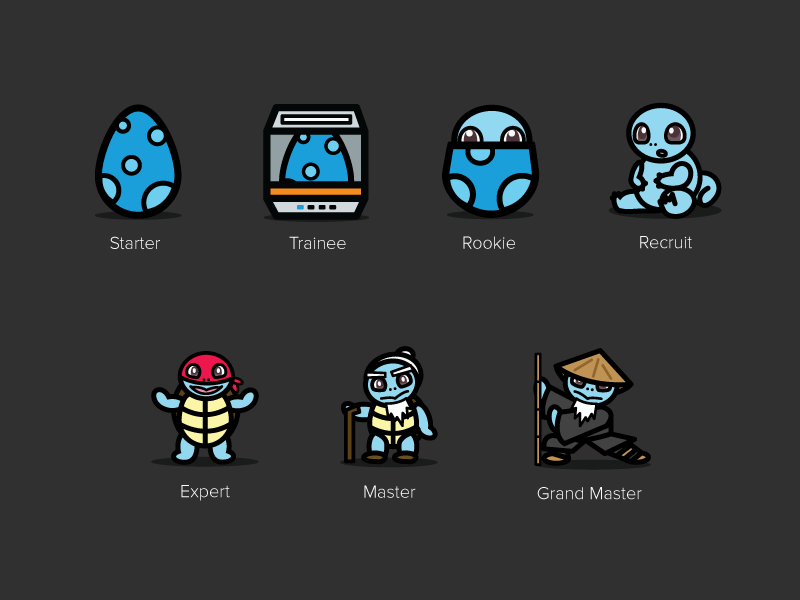 Starter
Trainee
Rookie
Recruit
Expert
Master
Grand Master